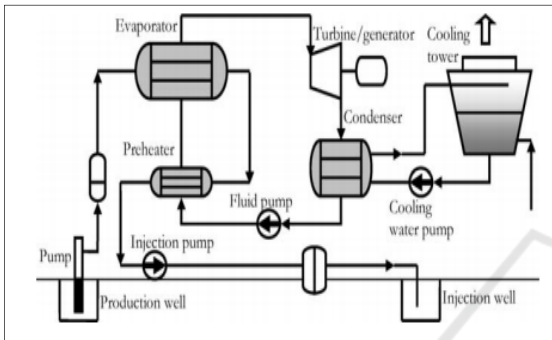 Evaporator
Turbine/generator
Cooling
tower
Condenser
Preheater
Fluid pump
Cooling
water pump
Pump
Injection pump
Production well
Injection well